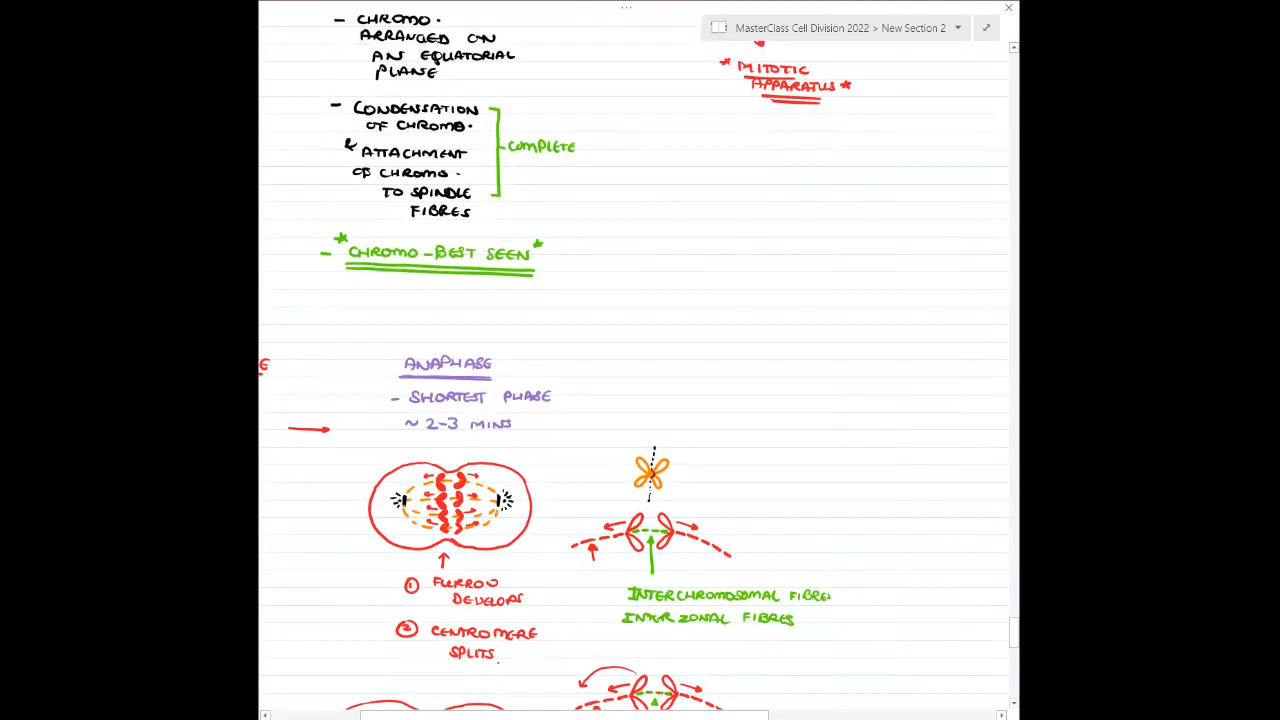 MasterClass Cell Division 2022 > New Section 2
- CHROMO.
ARRANGED ON
AN EQUATORIAL
PLANE
* MITOTIC
APPARATUS *
- CONDENSATION
OF CHROMO.
& ATTACHMENT
OF CHROMO.
TO SPINDLE
FIBRES
COMPLETE
- * CHROMO - BEST SEEN *
E
ANAPHASE
- SHORTEST PHASE
~ 2-3 MINS
① FURROW
DEVELOPS
② CENTROMERE
SPLITS.
INTERCHROMOSOMAL FIBRES
INTERZONAL FIBRES